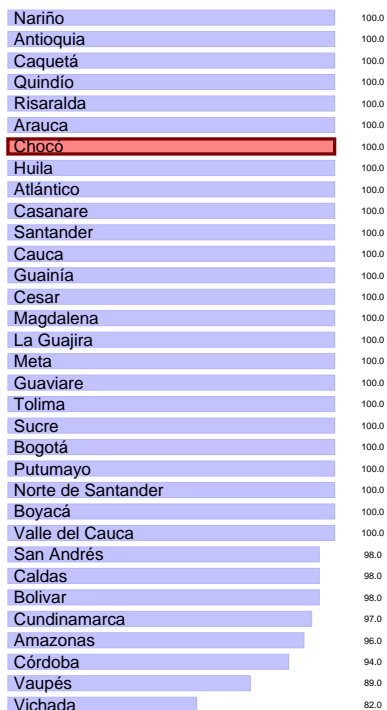 Nariño 100.0
Antioquia 100.0
Caquetá 100.0
Quindío 100.0
Risaralda 100.0
Arauca 100.0
Chocó 100.0
Huila 100.0
Atlántico 100.0
Casanare 100.0
Santander 100.0
Cauca 100.0
Guainía 100.0
Cesar 100.0
Magdalena 100.0
La Guajira 100.0
Meta 100.0
Guaviare 100.0
Tolima 100.0
Sucre 100.0
Bogotá 100.0
Putumayo 100.0
Norte de Santander 100.0
Boyacá 100.0
Valle del Cauca 100.0
San Andrés 98.0
Caldas 98.0
Bolivar 98.0
Cundinamarca 97.0
Amazonas 96.0
Córdoba 94.0
Vaupés 89.0
Vichada 82.0